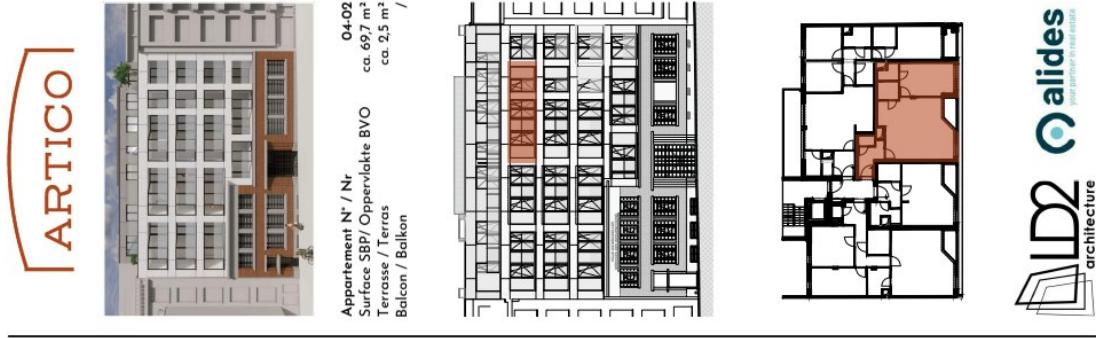 ARTICO
Appartement N° / Nr 04-02
Surface SBP/ Oppervlakte BVO ca. 69,7 m²
Terrasse / Terras ca. 2,5 m²
Balcon / Balkon /
LD2
architecture
alides
your partner in real estate